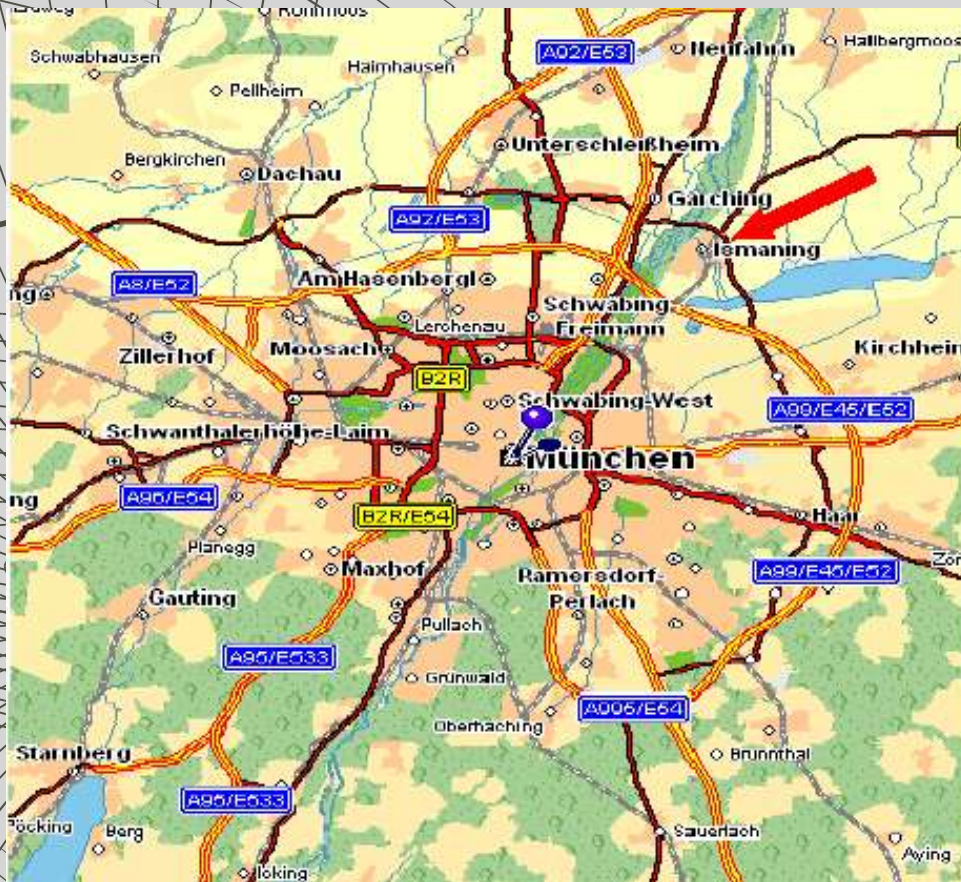 Röhrmoos
Schwabhausen
Haimhausen
A02/E53
Neufahrn
Hallbergmoos
Pellheim
Bergkirchen
Dachau
Unterschleißheim
Garching
A92/E53
Ismaning
A8/E52
Am Hasenbergl
Schwabing
Freimann
Lerchenau
Zillerhof
Moosach
Kirchheim
B2R
Schwabing-West
A99/E45/E52
Schwanthalerhöhe-Laim
München
A96/E54
B2R/E54
Haar
Planegg
Maxhof
Ramersdorf-
Perlach
A99/E45/E52
Gauting
Pullach
A95/E533
Grünwald
Oberhaching
A995/E54
Starnberg
Brunnthal
A95/E533
Pöcking
Berg
Sauerlach
Aying
Icking